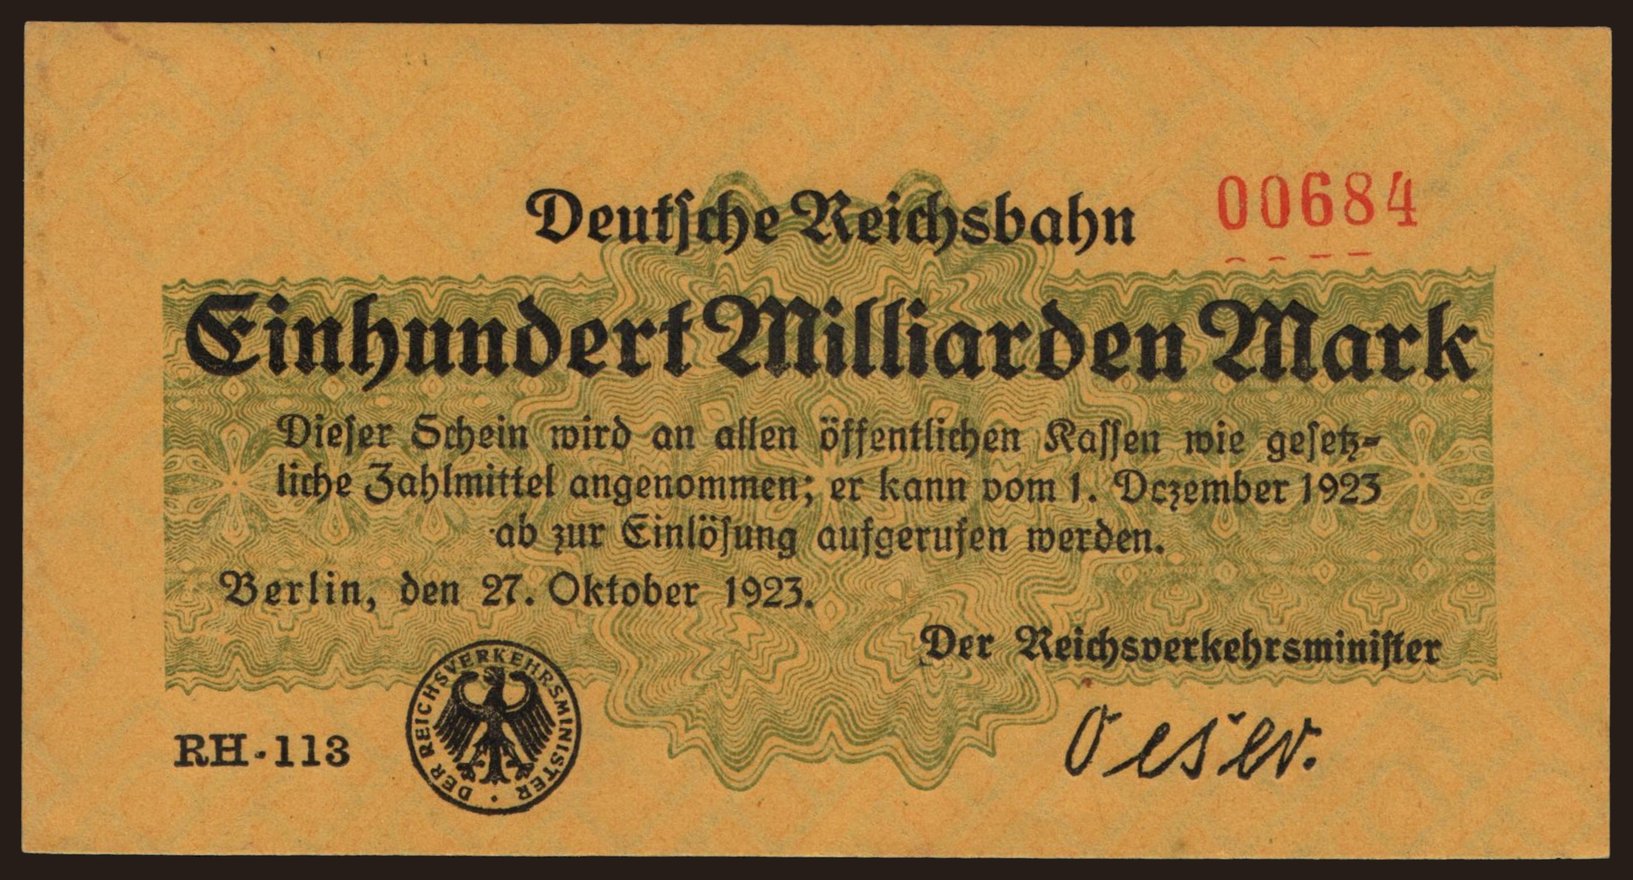 Deutsche Reichsbahn
00684
Einhundert Milliarden Mark
Dieser Schein wird an allen öffentlichen Kassen wie gesetz-
liche Zahlmittel angenommen; er kann vom 1. Dezember 1923
ab zur Einlösung aufgerufen werden.
Berlin, den 27. Oktober 1923.
Der Reichsverkehrsminister
DER REICHSVERKEHRSMINISTER
RH·113
Oeser.